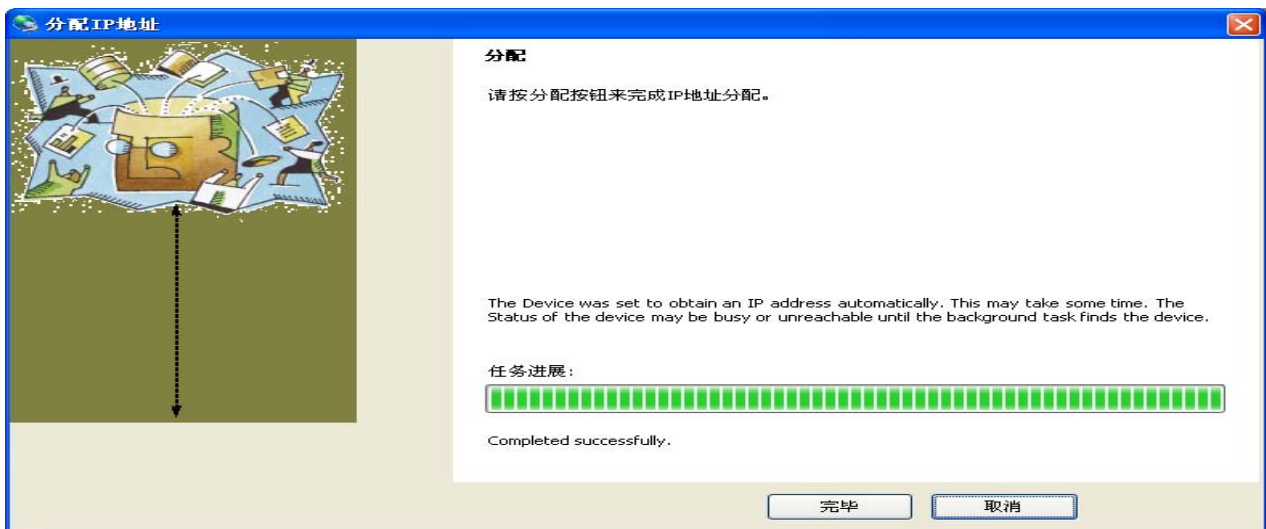 分配IP地址
分配
请按分配按钮来完成IP地址分配。
The Device was set to obtain an IP address automatically. This may take some time. The
Status of the device may be busy or unreachable until the background task finds the device.
任务进展:
Completed successfully.
完毕
取消